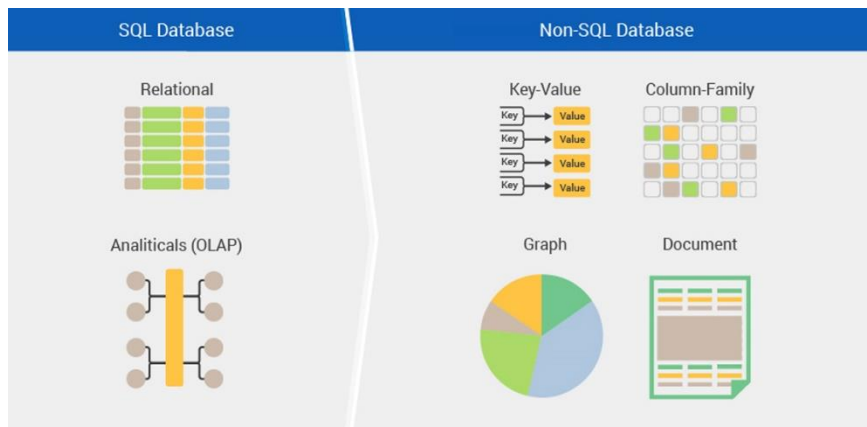 SQL Database
Non-SQL Database
Relational
Key-Value
Column-Family
Key
Value
Key
Value
Key
Value
Key
Value
Analiticals (OLAP)
Graph
Document